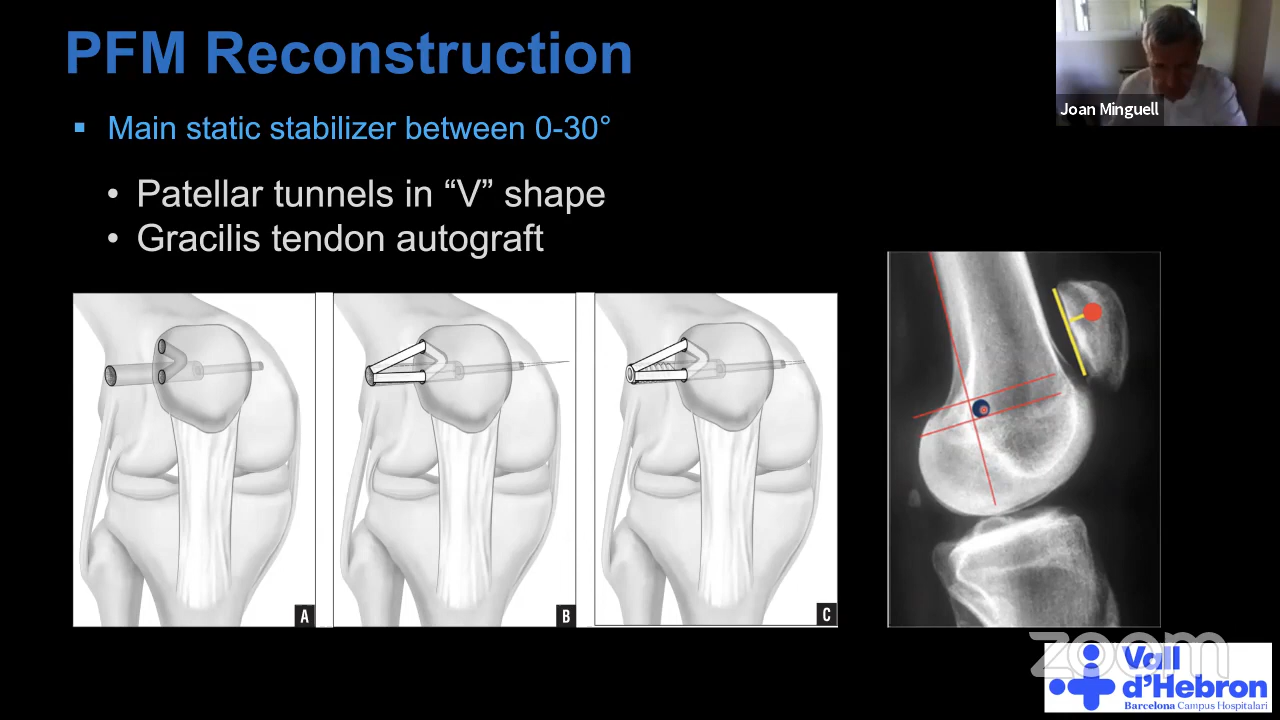 PFM Reconstruction
Joan Minguell
▪ Main static stabilizer between 0-30°
• Patellar tunnels in “V” shape
• Gracilis tendon autograft
A
B
C
zoom
Vall
d'Hebron
Barcelona Campus Hospitalari